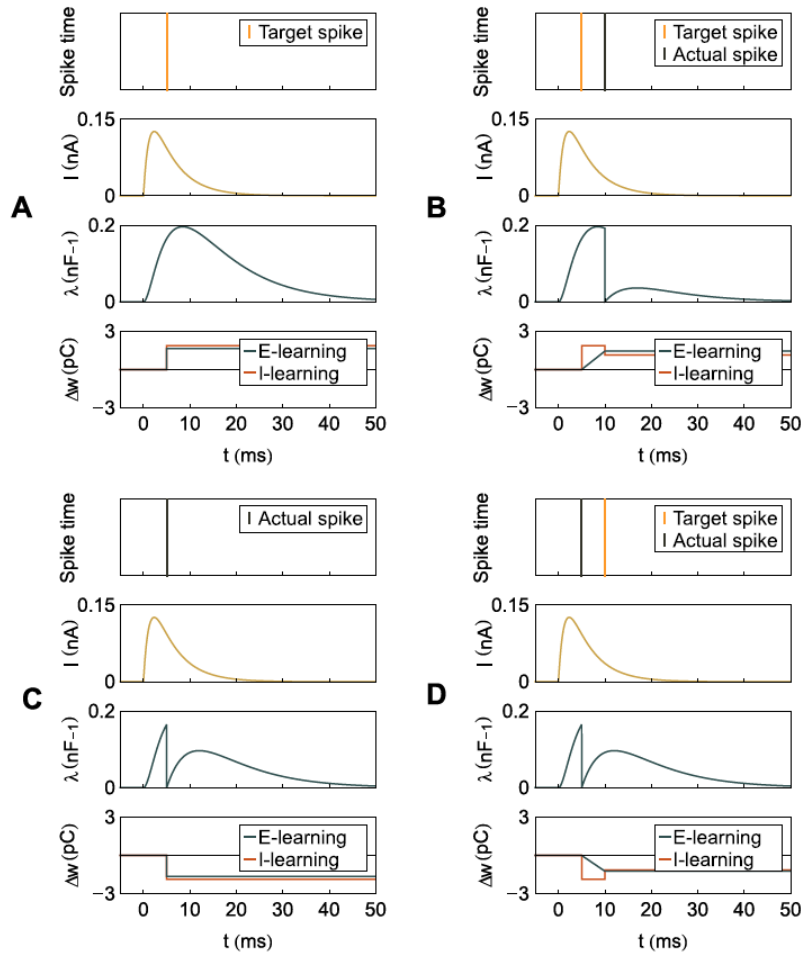 Spike time
Target spike
I (nA)
0.15
0
A
λ (nF−1)
0.2
0
Δw (pC)
3
−3
E-learning
I-learning
0 10 20 30 40 50
t (ms)
Spike time
Target spike
Actual spike
I (nA)
0.15
0
B
λ (nF−1)
0.2
0
Δw (pC)
3
−3
E-learning
I-learning
0 10 20 30 40 50
t (ms)
Spike time
Actual spike
I (nA)
0.15
0
C
λ (nF−1)
0.2
0
Δw (pC)
3
−3
E-learning
I-learning
0 10 20 30 40 50
t (ms)
Spike time
Target spike
Actual spike
I (nA)
0.15
0
D
λ (nF−1)
0.2
0
Δw (pC)
3
−3
E-learning
I-learning
0 10 20 30 40 50
t (ms)